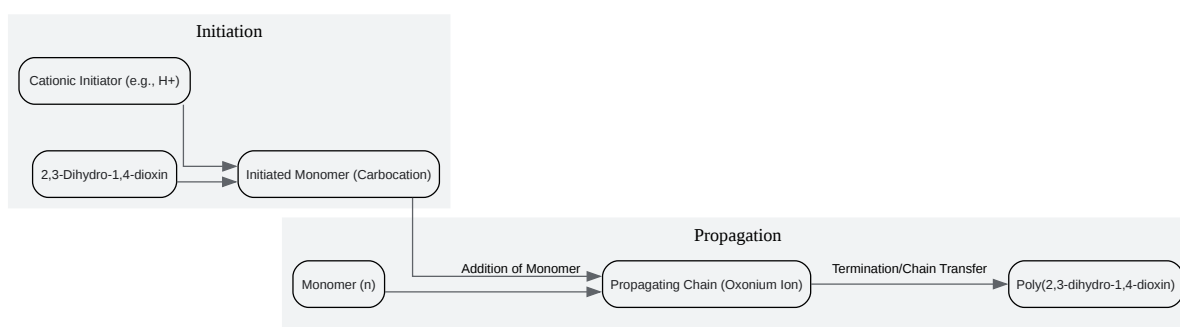 Initiation
Cationic Initiator (e.g., H+)
2,3-Dihydro-1,4-dioxin
Initiated Monomer (Carbocation)
Propagation
Addition of Monomer
Termination/Chain Transfer
Monomer (n)
Propagating Chain (Oxonium Ion)
Poly(2,3-dihydro-1,4-dioxin)